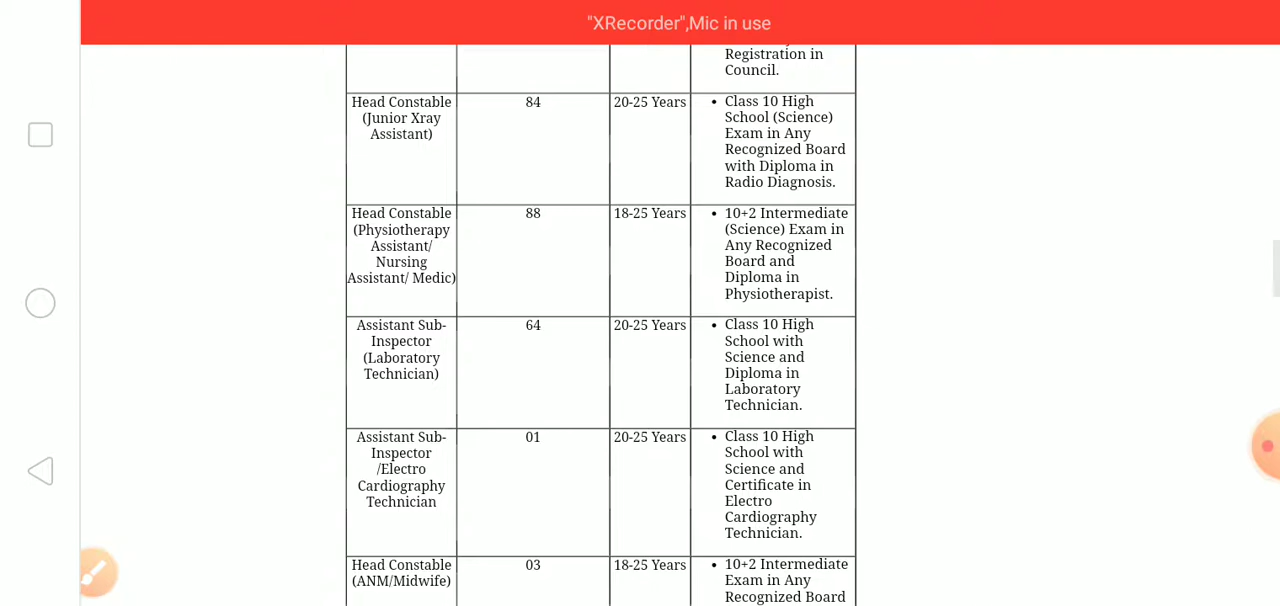 "XRecorder",Mic in use
Registration in
Council.
Head Constable
(Junior Xray
Assistant)
84
20-25 Years
• Class 10 High
School (Science)
Exam in Any
Recognized Board
with Diploma in
Radio Diagnosis.
Head Constable
(Physiotherapy
Assistant/
Nursing
Assistant/ Medic)
88
18-25 Years
• 10+2 Intermediate
(Science) Exam in
Any Recognized
Board and
Diploma in
Physiotherapist.
Assistant Sub-
Inspector
(Laboratory
Technician)
64
20-25 Years
• Class 10 High
School with
Science and
Diploma in
Laboratory
Technician.
Assistant Sub-
Inspector
/Electro
Cardiography
Technician
01
20-25 Years
• Class 10 High
School with
Science and
Certificate in
Electro
Cardiography
Technician.
Head Constable
(ANM/Midwife)
03
18-25 Years
• 10+2 Intermediate
Exam in Any
Recognized Board